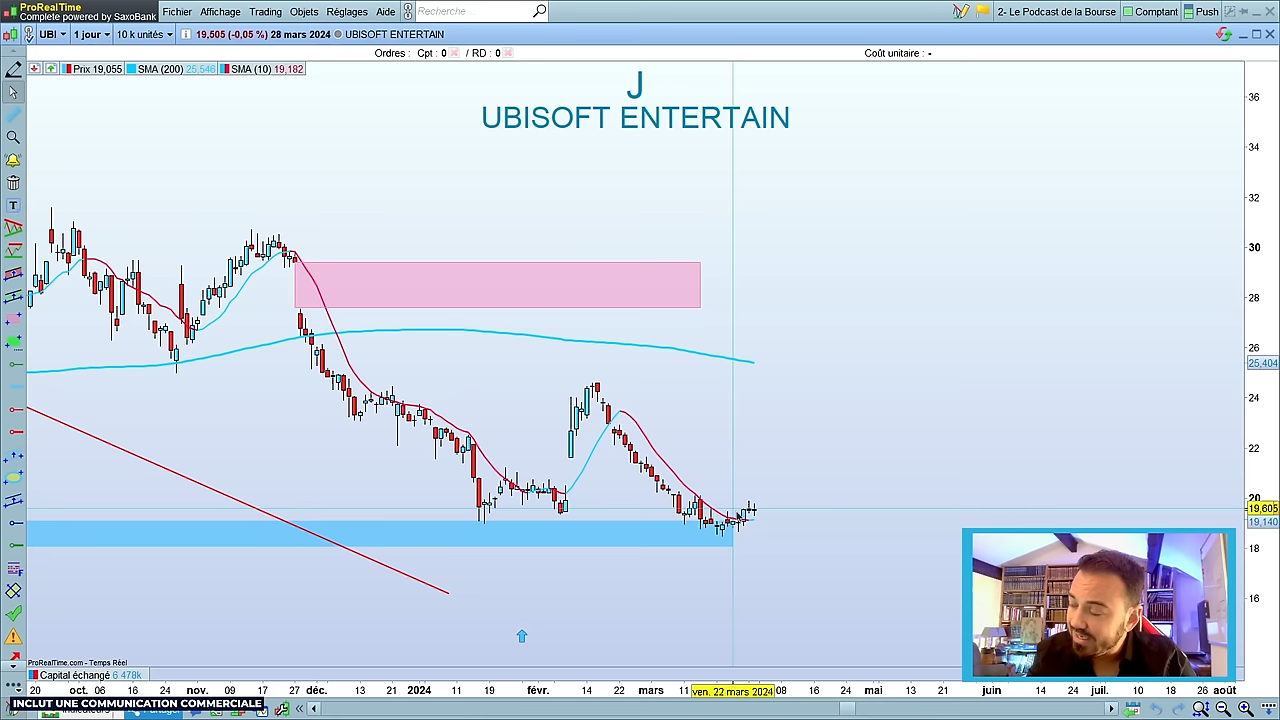 ProRealTime
Complete powered by SaxoBank
Fichier Affichage Trading Objets Réglages Aide Recherche 2- Le Podcast de la Bourse Comptant Push
UBI 1 jour 10 k unités 19.505 (-0,05 %) 28 mars 2024 UBISOFT ENTERTAIN
Ordres : Cpt : 0 / RD : 0 Coût unitaire : -
Prix 19,055 SMA (200) 25,546 SMA (10) 19,182
J
UBISOFT ENTERTAIN
36
34
32
30
28
26
25,404
24
22
20
19,605
19,140
18
16
ProRealTime.com - Temps Réel
Capital échangé 6 478k
20 oct. 06 16 24 nov. 09 17 27 déc. 13 21 2024 11 19 févr. 14 22 mars 11 ven. 22 mars 2024 08 16 24 mai 13 21 juin 14 24 juil. 10 18 26 août
INCLUT UNE COMMUNICATION COMMERCIALE